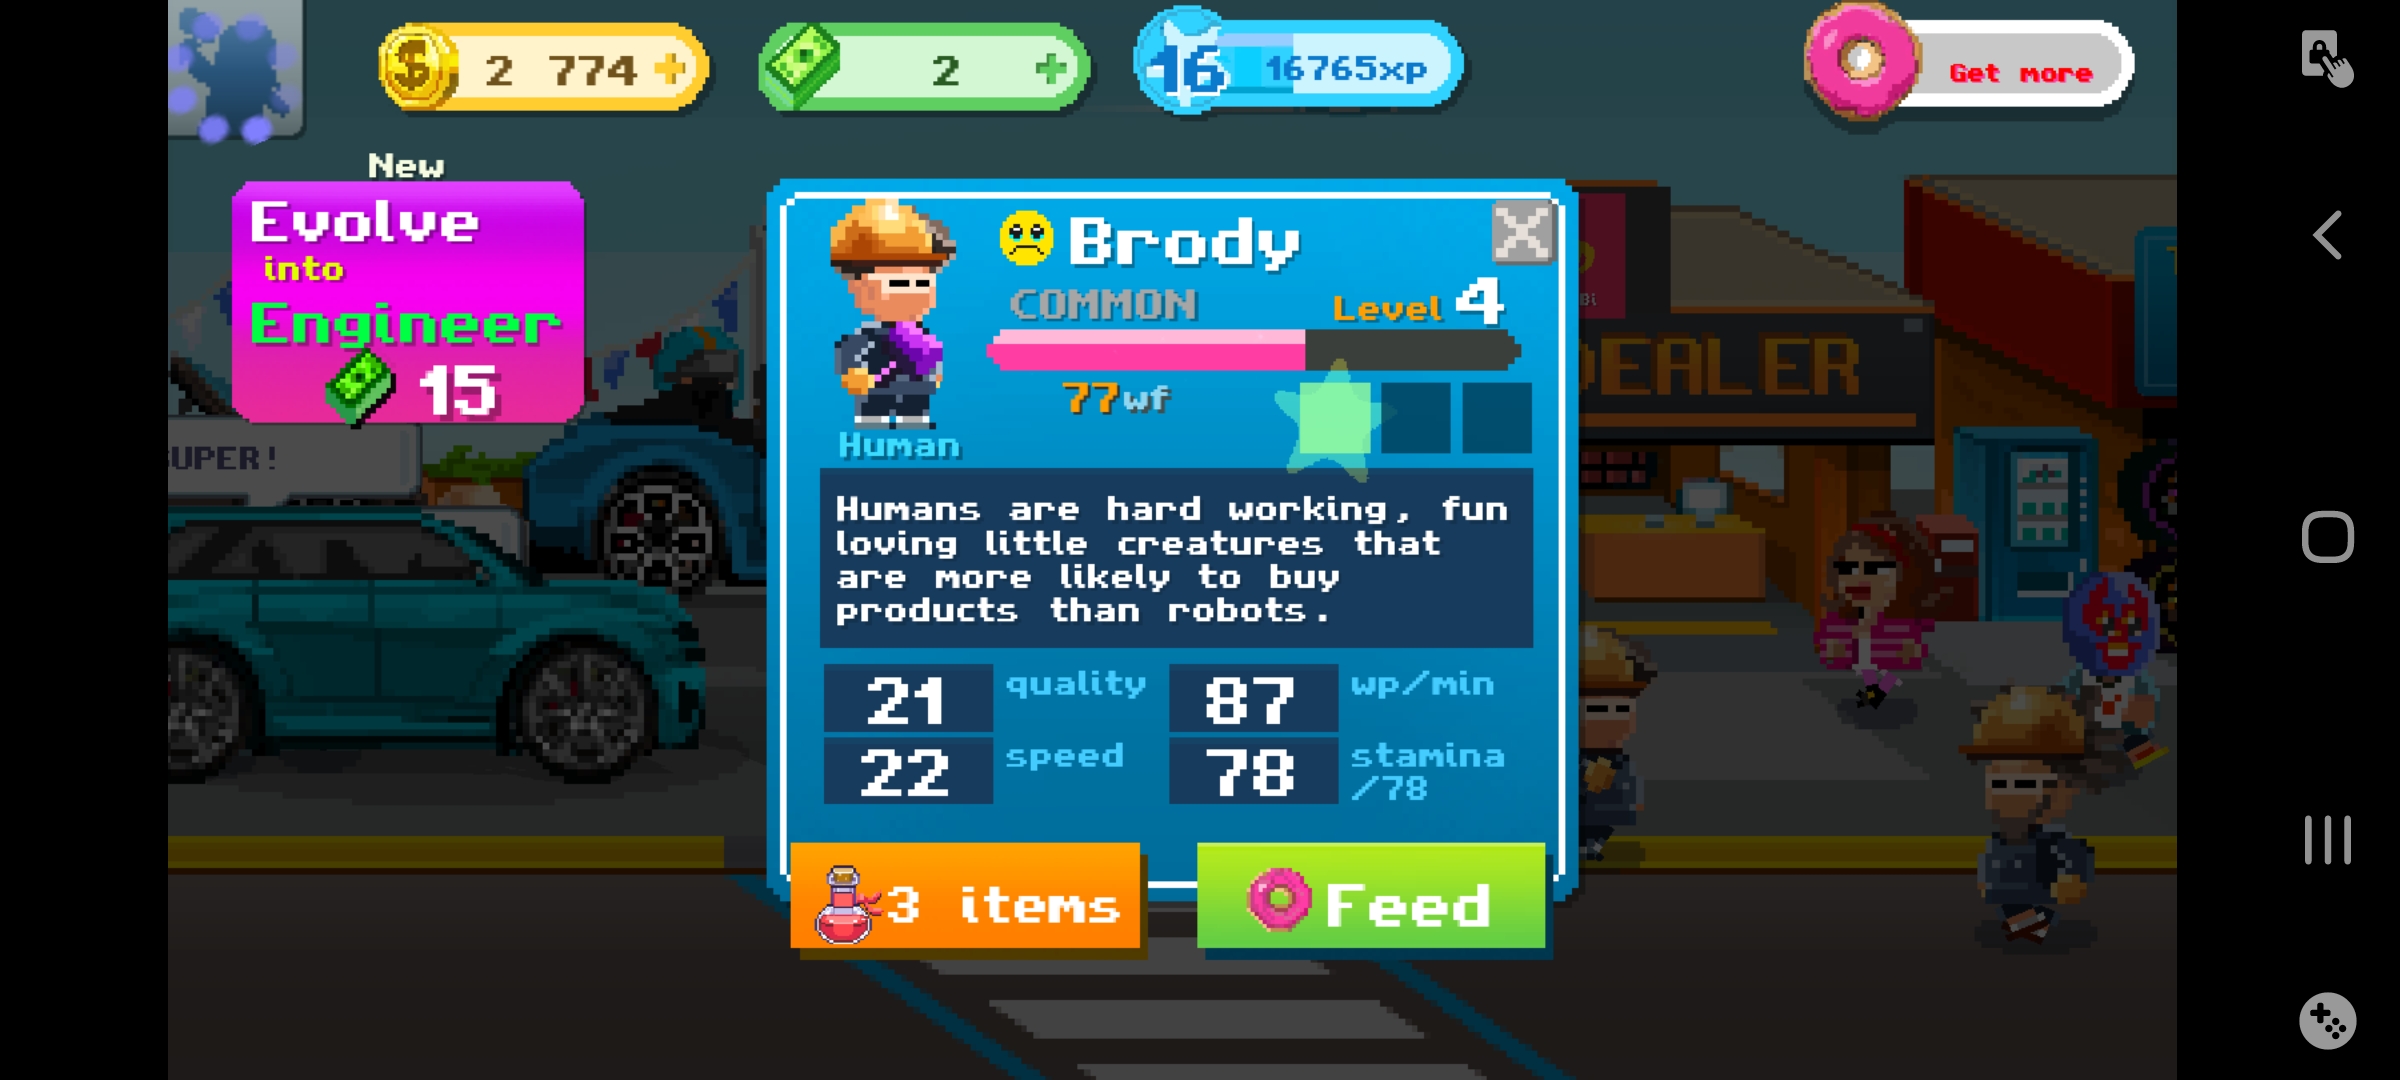 2 774
2
16
16765xp
Get more
New
Evolve
into
Engineer
15
SUPER!
Brody
COMMON
Level 4
77wf
Human
Humans are hard working, fun
loving little creatures that
are more likely to buy
products than robots.
21 quality
87 wp/min
22 speed
78 stamina
/78
3 items
Feed
DEALER